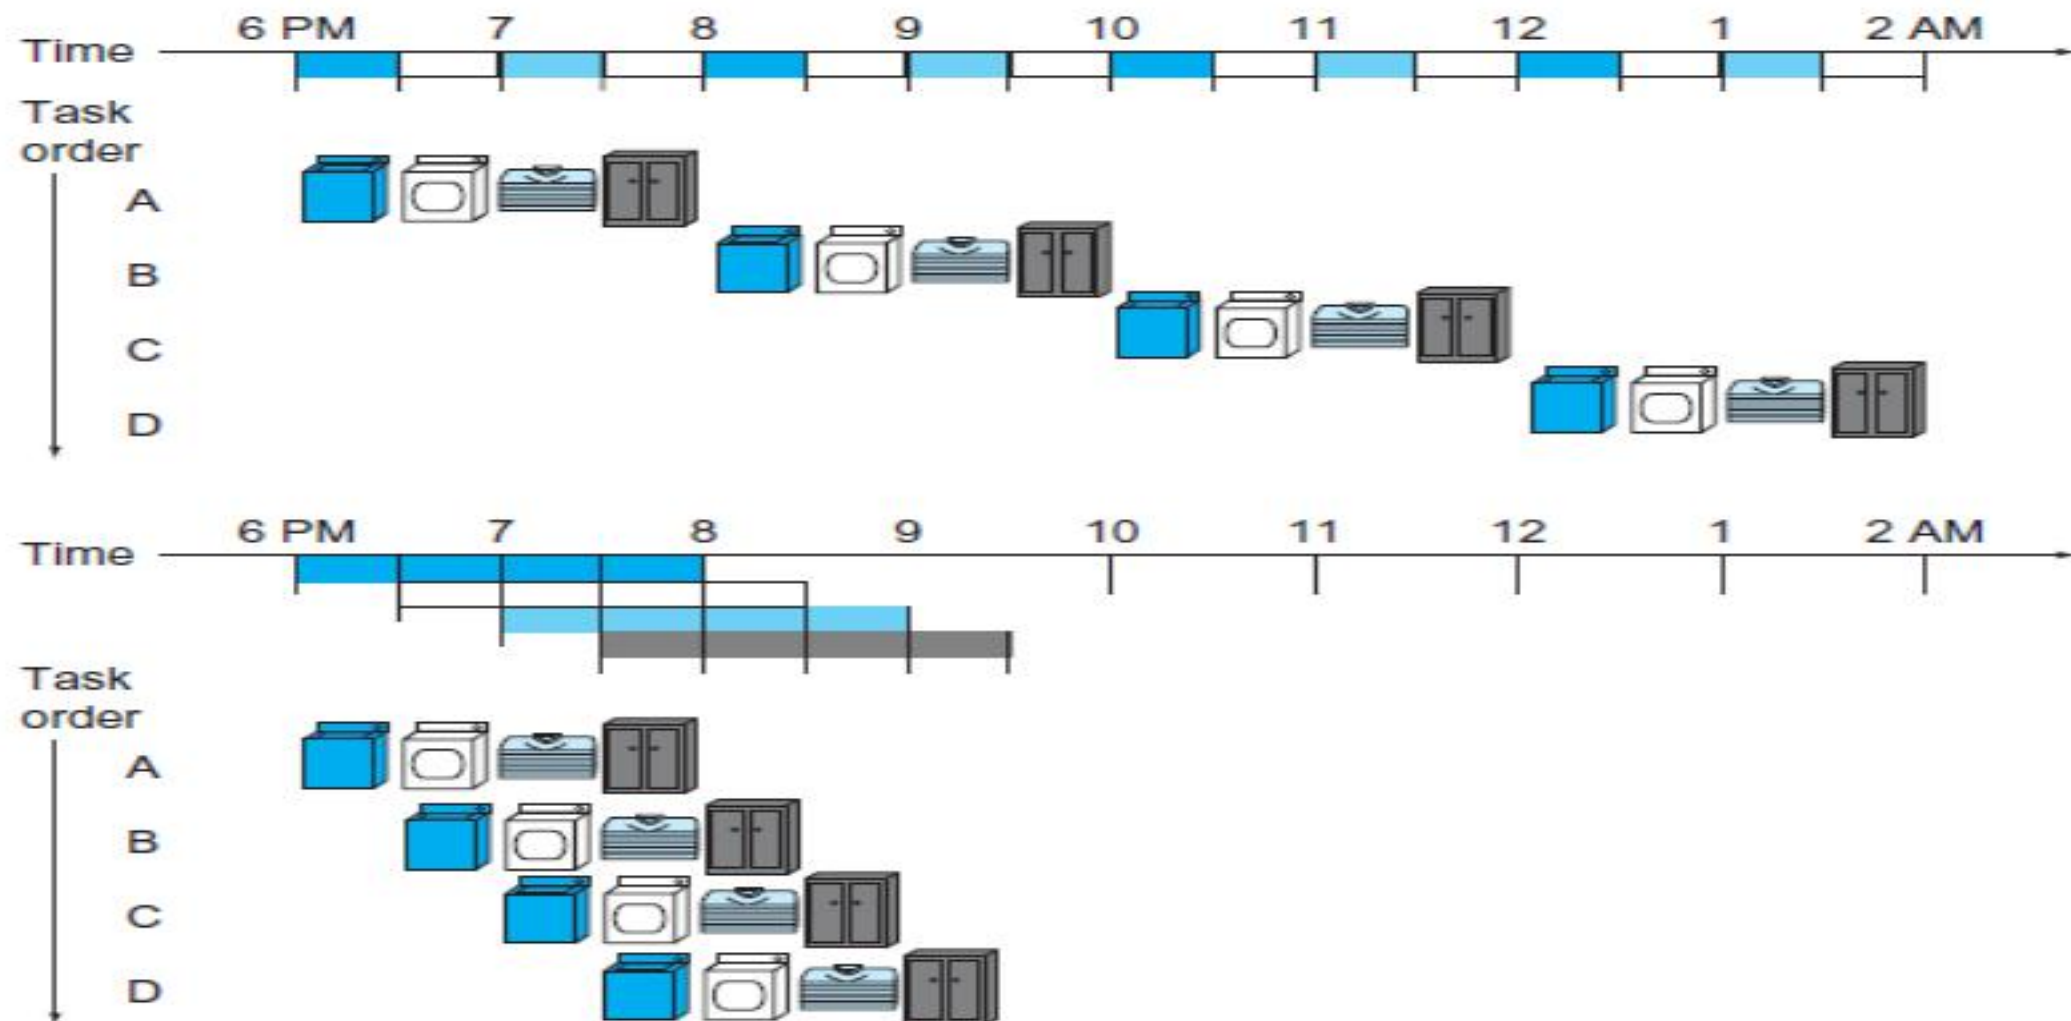 6 PM 7 8 9 10 11 12 1 2 AM
Time
Task
order
A
B
C
D
6 PM 7 8 9 10 11 12 1 2 AM
Time
Task
order
A
B
C
D